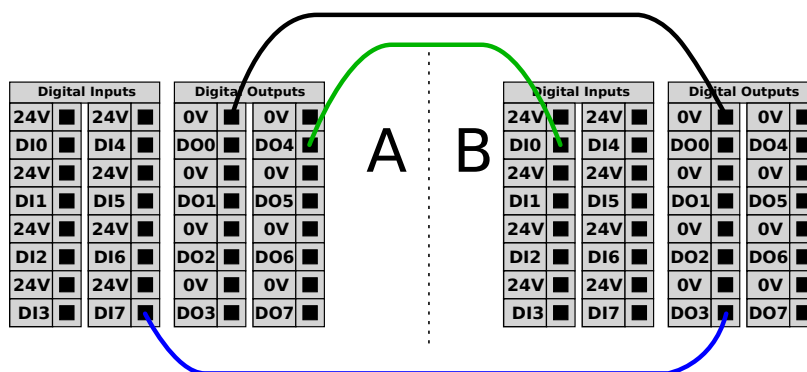 Digital Inputs Digital Outputs Digital Inputs Digital Outputs
24V 24V 0V 0V 24V 24V 0V 0V
DI0 DI4 DO0 DO4 A B DI0 DI4 DO0 DO4
24V 24V 0V 0V 24V 24V 0V 0V
DI1 DI5 DO1 DO5 DI1 DI5 DO1 DO5
24V 24V 0V 0V 24V 24V 0V 0V
DI2 DI6 DO2 DO6 DI2 DI6 DO2 DO6
24V 24V 0V 0V 24V 24V 0V 0V
DI3 DI7 DO3 DO7 DI3 DI7 DO3 DO7